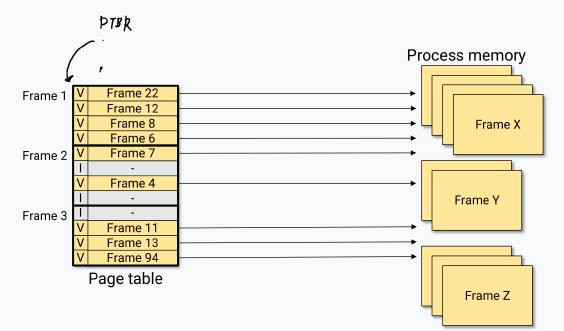 PTBR
Process memory
Frame 1
V Frame 22
V Frame 12
V Frame 8
V Frame 6
Frame 2
V Frame 7
I -
V Frame 4
I -
Frame 3
I -
V Frame 11
V Frame 13
V Frame 94
Page table
Frame X
Frame Y
Frame Z